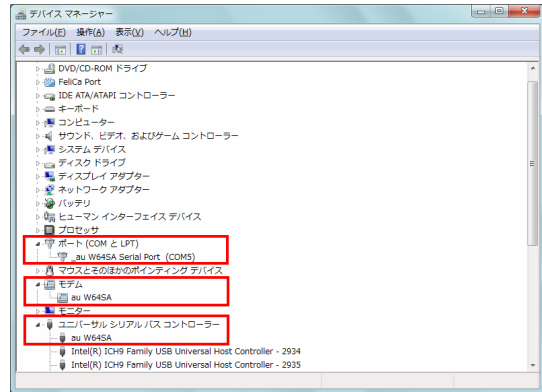 デバイス マネージャー
ファイル(F) 操作(A) 表示(V) ヘルプ(H)
DVD/CD-ROM ドライブ
FeliCa Port
IDE ATA/ATAPI コントローラー
キーボード
コンピューター
サウンド、ビデオ、およびゲーム コントローラー
システム デバイス
ディスク ドライブ
ディスプレイ アダプター
ネットワーク アダプター
バッテリ
ヒューマン インターフェイス デバイス
プロセッサ
ポート (COM と LPT)
_au W64SA Serial Port (COM5)
マウスとそのほかのポインティング デバイス
モデム
au W64SA
モニター
ユニバーサル シリアル バス コントローラー
au W64SA
Intel(R) ICH9 Family USB Universal Host Controller - 2934
Intel(R) ICH9 Family USB Universal Host Controller - 2935